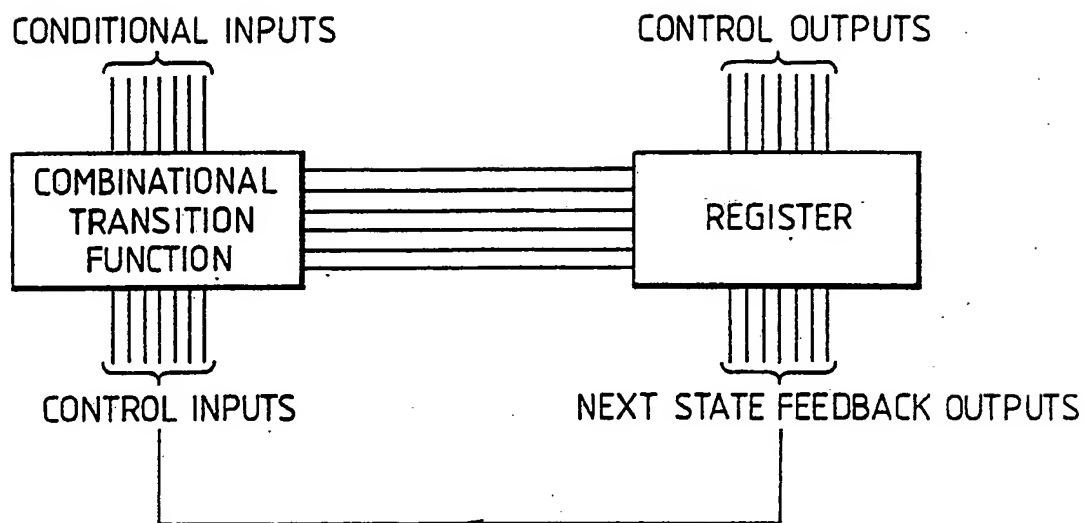 CONDITIONAL INPUTS
CONTROL OUTPUTS
COMBINATIONAL
TRANSITION
FUNCTION
REGISTER
CONTROL INPUTS
NEXT STATE FEEDBACK OUTPUTS